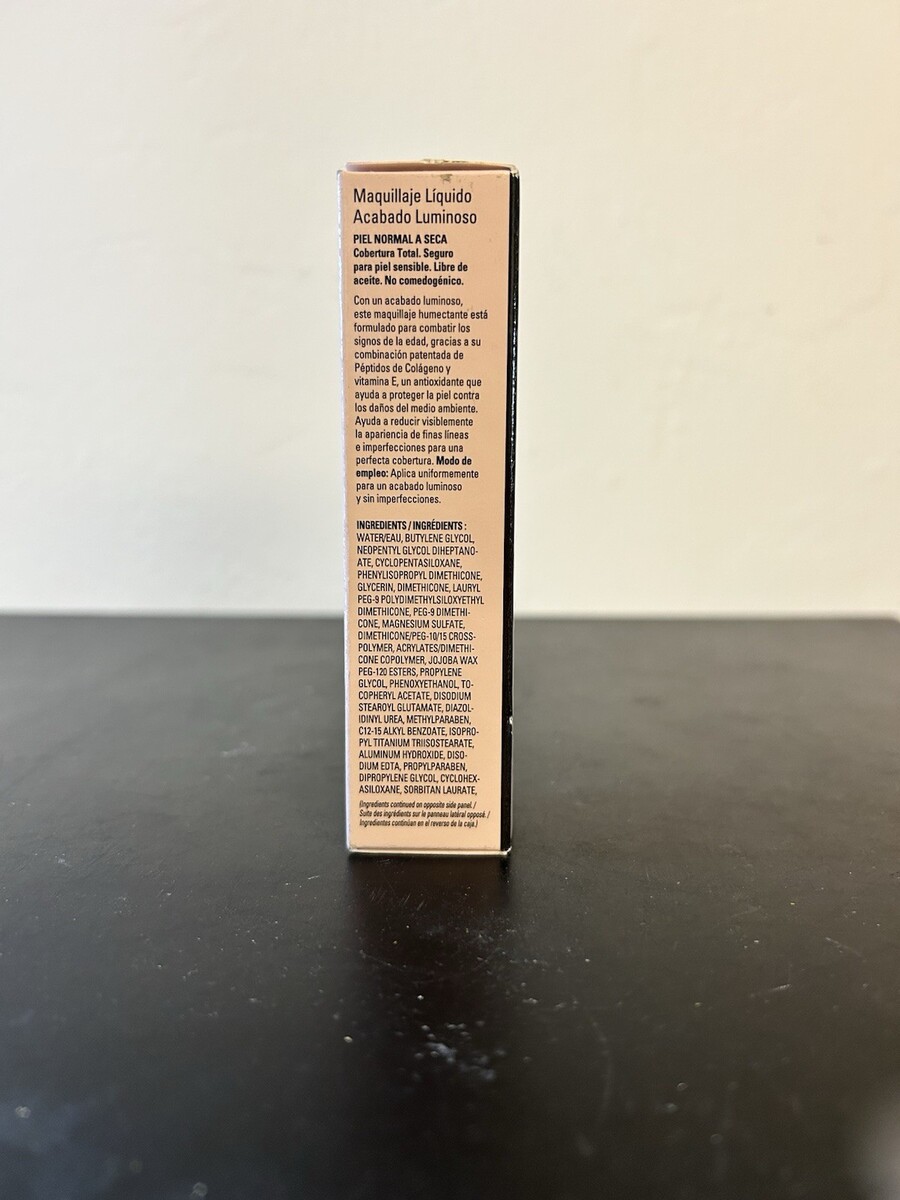 Maquillaje Líquido
Acabado Luminoso
PIEL NORMAL A SECA
Cobertura Total. Seguro
para piel sensible. Libre de
aceite. No comedogénico.
Con un acabado luminoso,
este maquillaje humectante está
formulado para combatir los
signos de la edad, gracias a su
combinación patentada de
Péptidos de Colágeno y
vitamina E, un antioxidante que
ayuda a proteger la piel contra
los daños del medio ambiente.
Ayuda a reducir visiblemente
la apariencia de finas líneas
e imperfecciones para una
perfecta cobertura. Modo de
empleo: Aplica uniformemente
para un acabado luminoso
y sin imperfecciones.
INGREDIENTS / INGRÉDIENTS :
WATER/EAU, BUTYLENE GLYCOL,
NEOPENTYL GLYCOL DIHEPTANO-
ATE, CYCLOPENTASILOXANE,
PHENYLISOPROPYL DIMETHICONE,
GLYCERIN, DIMETHICONE, LAURYL
PEG-9 POLYDIMETHYLSILOXYETHYL
DIMETHICONE, PEG-9 DIMETHI-
CONE, MAGNESIUM SULFATE,
DIMETHICONE/PEG-10/15 CROSS-
POLYMER, ACRYLATES/DIMETHI-
CONE COPOLYMER, JOJOBA WAX
PEG-120 ESTERS, PROPYLENE
GLYCOL, PHENOXYETHANOL, TO-
COPHERYL ACETATE, DISODIUM
STEAROYL GLUTAMATE, DIAZOL-
IDINYL UREA, METHYLPARABEN,
C12-15 ALKYL BENZOATE, ISOPRO-
PYL TITANIUM TRIISOSTEARATE,
ALUMINUM HYDROXIDE, DISO-
DIUM EDTA, PROPYLPARABEN,
DIPROPYLENE GLYCOL, CYCLOHEX-
ASILOXANE, SORBITAN LAURATE,
(Ingredients continued on opposite side panel. /
Suite des ingrédients sur le panneau latéral opposé. /
Ingredientes continúan en el reverso de la caja.)